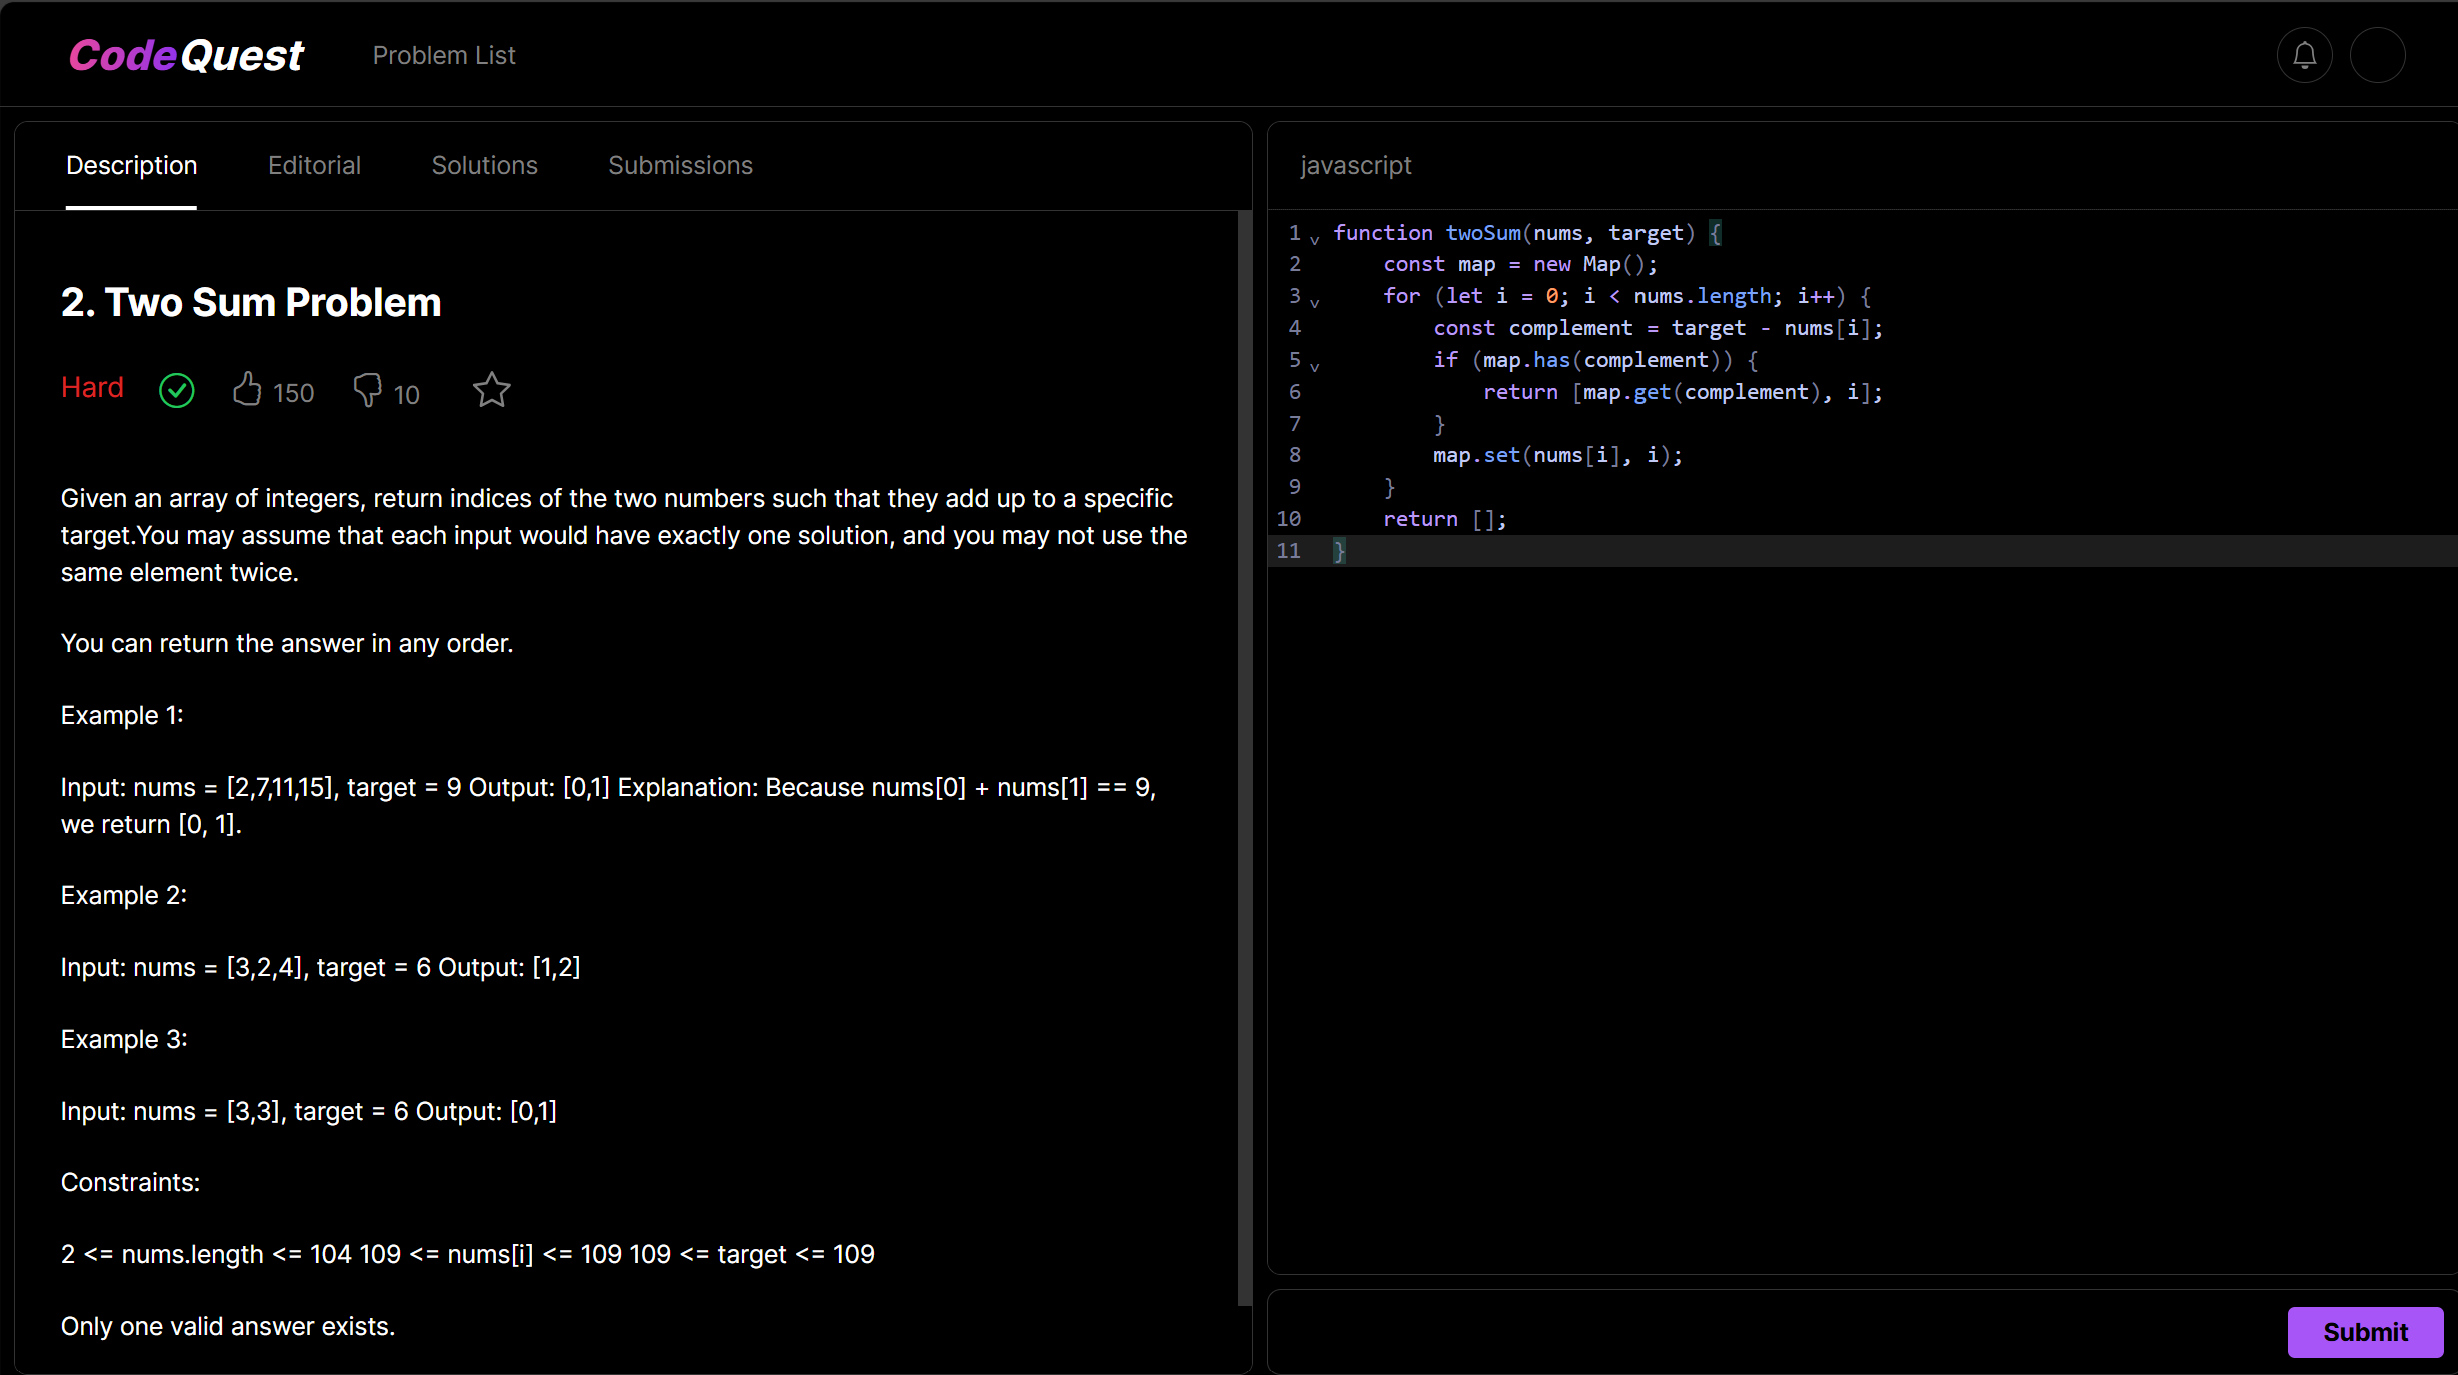 CodeQuest
Problem List
Description
Editorial
Solutions
Submissions
2. Two Sum Problem
Hard
150
10
Given an array of integers, return indices of the two numbers such that they add up to a specific
target.You may assume that each input would have exactly one solution, and you may not use the
same element twice.
You can return the answer in any order.
Example 1:
Input: nums = [2,7,11,15], target = 9 Output: [0,1] Explanation: Because nums[0] + nums[1] == 9,
we return [0, 1].
Example 2:
Input: nums = [3,2,4], target = 6 Output: [1,2]
Example 3:
Input: nums = [3,3], target = 6 Output: [0,1]
Constraints:
2 <= nums.length <= 104 109 <= nums[i] <= 109 109 <= target <= 109
Only one valid answer exists.
javascript
1 function twoSum(nums, target) {
2     const map = new Map();
3     for (let i = 0; i < nums.length; i++) {
4         const complement = target - nums[i];
5         if (map.has(complement)) {
6             return [map.get(complement), i];
7         }
8         map.set(nums[i], i);
9     }
10     return [];
11 }
Submit